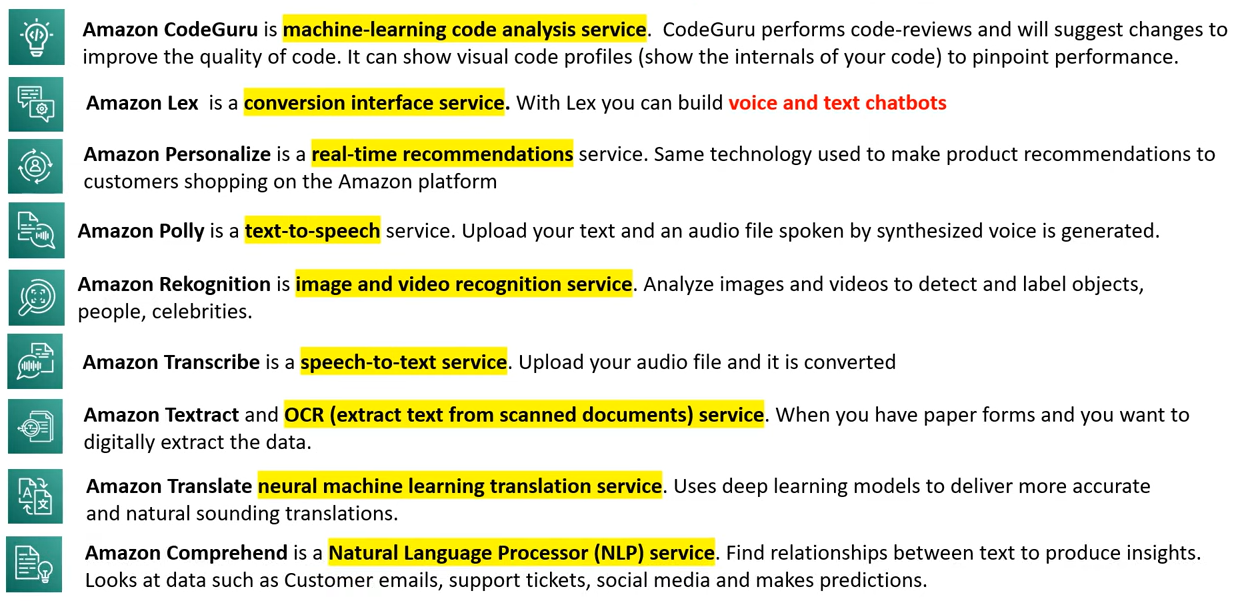 Amazon CodeGuru is machine-learning code analysis service. CodeGuru performs code-reviews and will suggest changes to
improve the quality of code. It can show visual code profiles (show the internals of your code) to pinpoint performance.
Amazon Lex is a conversion interface service. With Lex you can build voice and text chatbots
Amazon Personalize is a real-time recommendations service. Same technology used to make product recommendations to
customers shopping on the Amazon platform
Amazon Polly is a text-to-speech service. Upload your text and an audio file spoken by synthesized voice is generated.
Amazon Rekognition is image and video recognition service. Analyze images and videos to detect and label objects,
people, celebrities.
Amazon Transcribe is a speech-to-text service. Upload your audio file and it is converted
Amazon Textract and OCR (extract text from scanned documents) service. When you have paper forms and you want to
digitally extract the data.
A 文
Amazon Translate neural machine learning translation service. Uses deep learning models to deliver more accurate
and natural sounding translations.
Amazon Comprehend is a Natural Language Processor (NLP) service. Find relationships between text to produce insights.
Looks at data such as Customer emails, support tickets, social media and makes predictions.